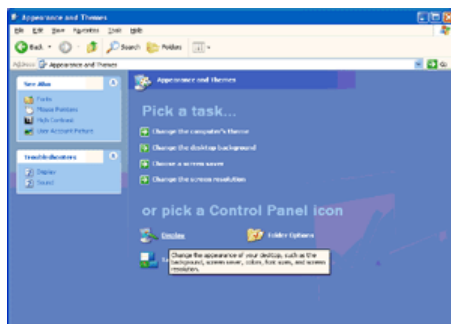 Appearance and Themes
File Edit View Favorites Tools Help
Back Search Folders
Address Appearance and Themes Go
See Also
Fonts
Mouse Pointers
High Contrast
User Account Picture
Troubleshooters
Display
Sound
Appearance and Themes
Pick a task...
Change the computer's theme
Change the desktop background
Choose a screen saver
Change the screen resolution
or pick a Control Panel icon
Display Folder Options
Change the appearance of your desktop, such as the
background, screen saver, colors, font sizes, and screen
resolution.